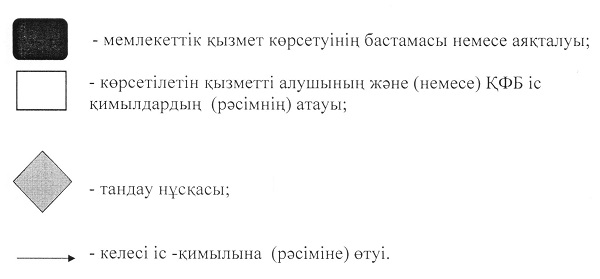 - мемлекеттік қызмет көрсетуінің бастамасы немесе аяқталуы;
- көрсетілетін қызметті алушының және (немесе) ҚФБ іс
қимылдардың (рәсімнің) атауы;
- тандау нұсқасы;
- келесі іс -қимылына (рәсіміне) өтуі.